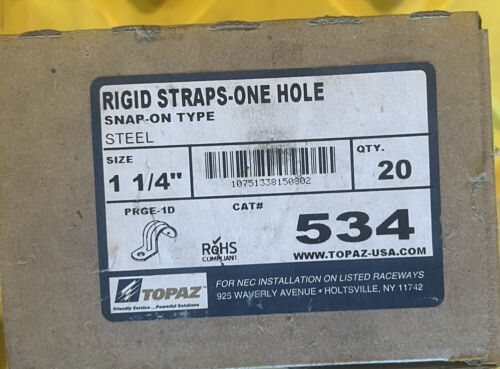 RIGID STRAPS-ONE HOLE
SNAP-ON TYPE
STEEL
SIZE
1 1/4"
10751338150902
QTY.
20
PRGE-1D
CAT#
534
RoHS
COMPLIANT
WWW.TOPAZ-USA.COM
TOPAZ
Friendly Service ... Powerful Solutions
FOR NEC INSTALLATION ON LISTED RACEWAYS
925 WAVERLY AVENUE • HOLTSVILLE, NY 11742